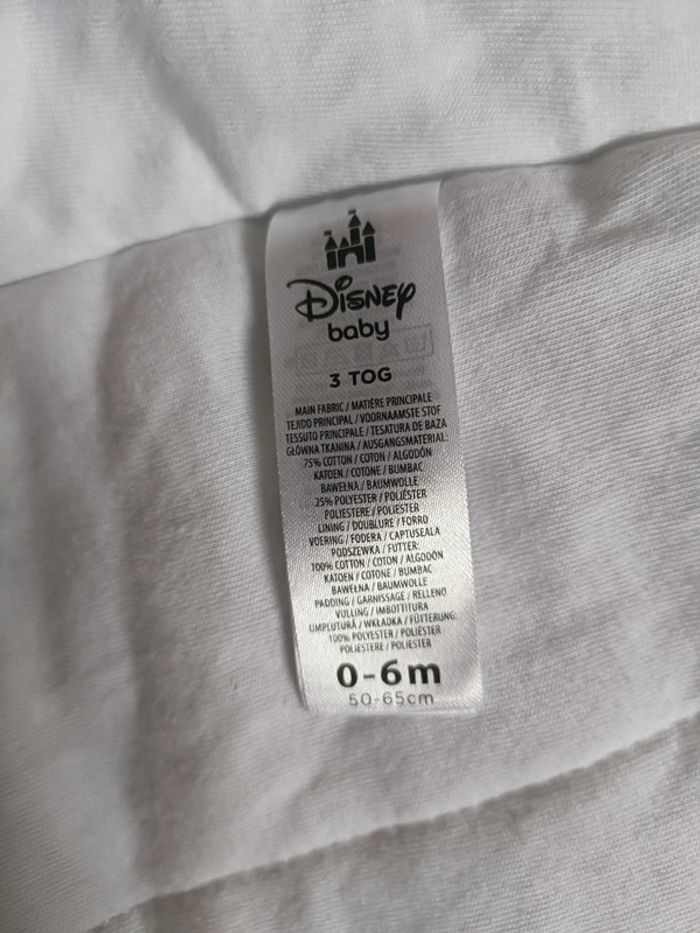 Disney
baby
3 TOG
MAIN FABRIC / MATIÈRE PRINCIPALE
TEJIDO PRINCIPAL / VOORNAAMSTE STOF
TESSUTO PRINCIPALE / TESATURA DE BAZA
GŁÓWNA TKANINA / AUSGANGSMATERIAL:
75% COTTON / COTON / ALGODÓN
KATOEN / COTONE / BUMBAC
BAWEŁNA / BAUMWOLLE
25% POLYESTER / POLIÉSTER
POLIESTERE / POLIESTER
LINING / DOUBLURE / FORRO
VOERING / FODERA / CAPTUSEALA
PODSZEWKA / FUTTER:
100% COTTON / COTON / ALGODÓN
KATOEN / COTONE / BUMBAC
BAWEŁNA / BAUMWOLLE
PADDING / GARNISSAGE / RELLENO
VULLING / IMBOTTITURA
UMPLUTURĂ / WKŁADKA / FÜTTERUNG:
100% POLYESTER / POLIÉSTER
POLIESTERE / POLIESTER
0-6m
50-65cm